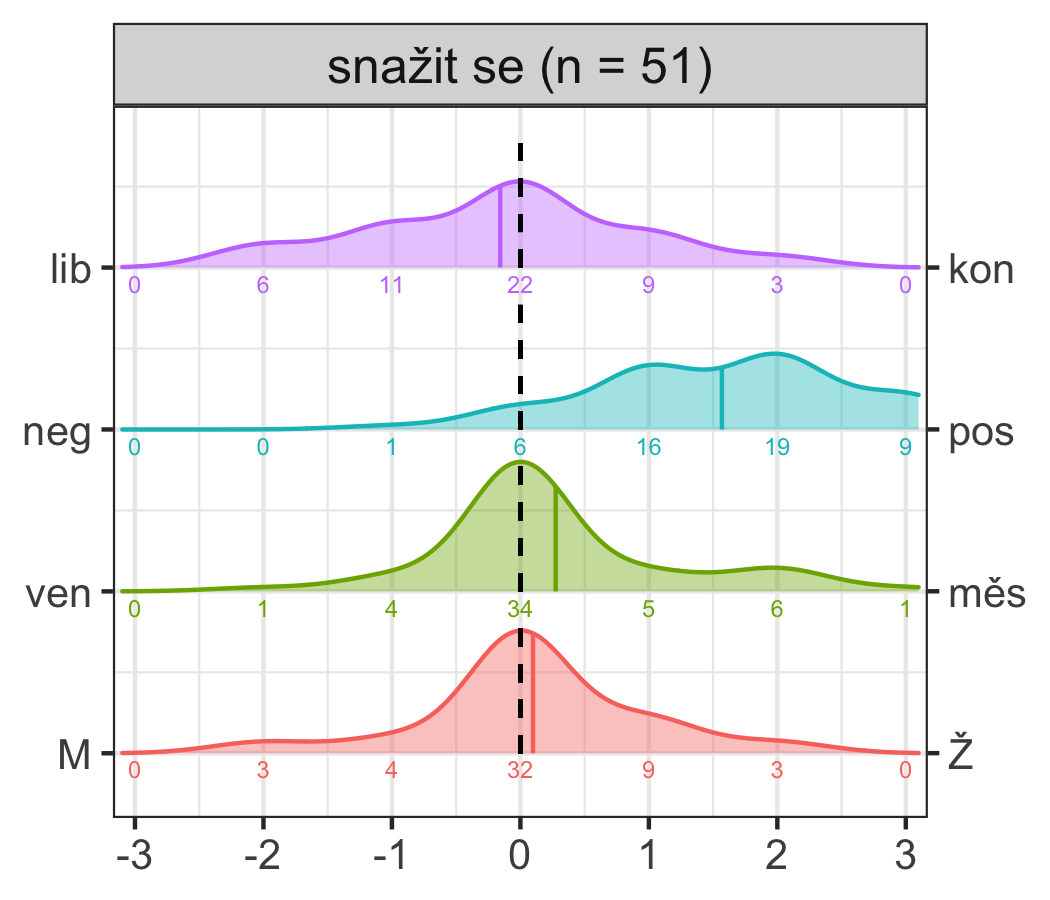 snažit se (n = 51)
lib kon
0 6 11 22 9 3 0
neg pos
0 0 1 6 16 19 9
ven měs
0 1 4 34 5 6 1
M Ž
0 3 4 32 9 3 0
-3 -2 -1 0 1 2 3